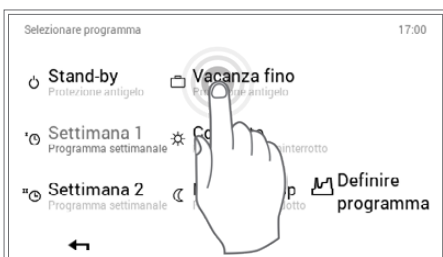 Selezionare programma 17:00
Stand-by
Protezione antigelo
Vacanza fino
antigelo
Settimana 1
Programma settimanale
Settimana 2
Programma settimanale
Definire
programma